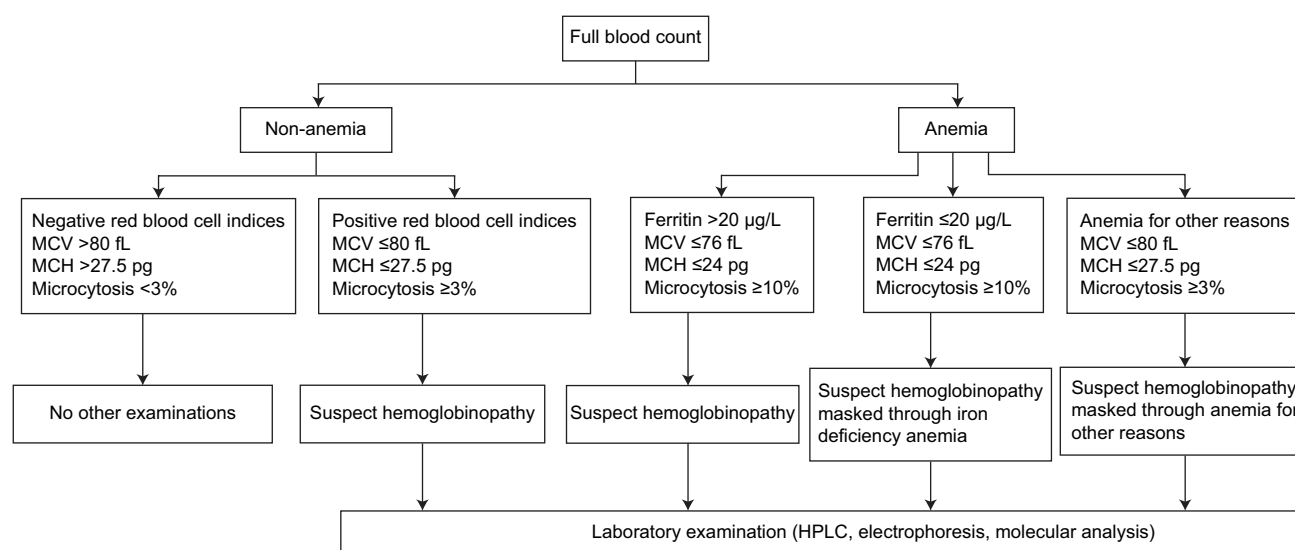 Full blood count
Non-anemia
Anemia
Negative red blood cell indices
MCV >80 fL
MCH >27.5 pg
Microcytosis <3%
Positive red blood cell indices
MCV ≤80 fL
MCH ≤27.5 pg
Microcytosis ≥3%
Ferritin >20 µg/L
MCV ≤76 fL
MCH ≤24 pg
Microcytosis ≥10%
Ferritin ≤20 µg/L
MCV ≤76 fL
MCH ≤24 pg
Microcytosis ≥10%
Anemia for other reasons
MCV ≤80 fL
MCH ≤27.5 pg
Microcytosis ≥3%
No other examinations
Suspect hemoglobinopathy
Suspect hemoglobinopathy
Suspect hemoglobinopathy
masked through iron
deficiency anemia
Suspect hemoglobinopathy
masked through anemia for
other reasons
Laboratory examination (HPLC, electrophoresis, molecular analysis)